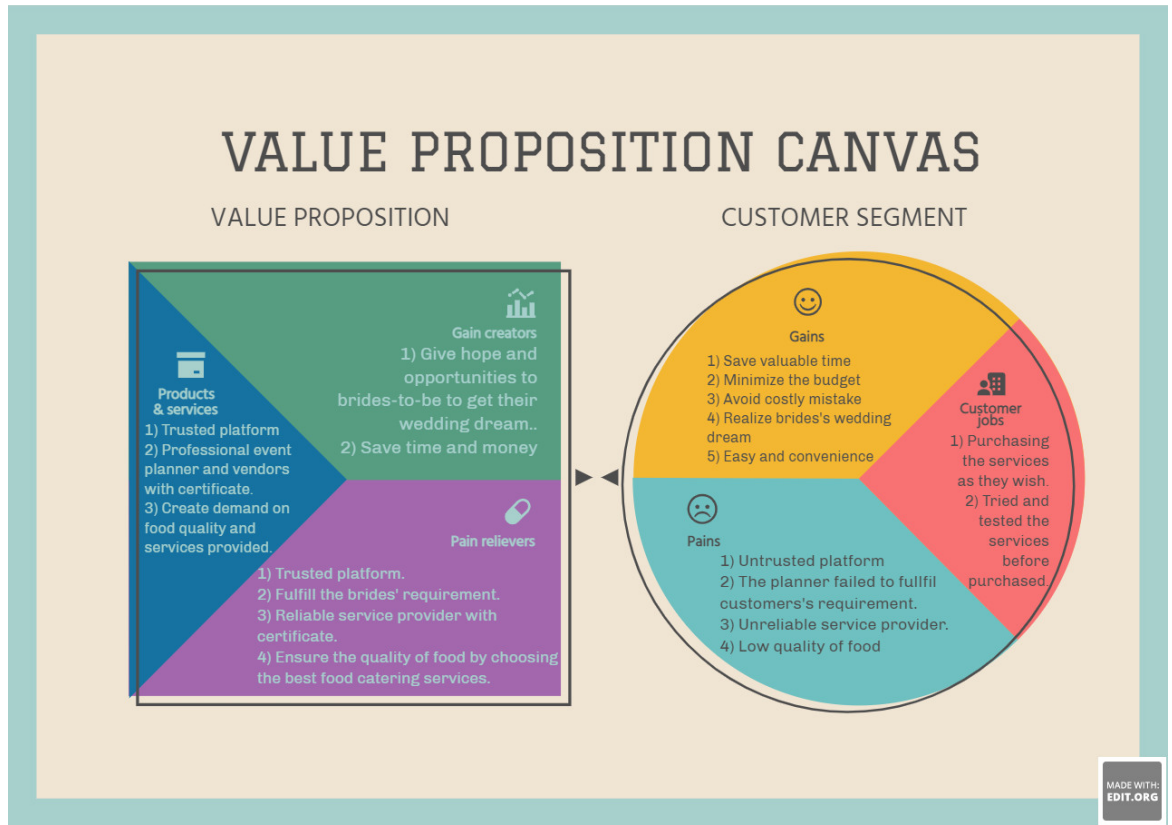 VALUE PROPOSITION CANVAS
VALUE PROPOSITION
Gain creators
1) Give hope and
opportunities to
brides-to-be to get their
wedding dream..
2) Save time and money
Products
& services
1) Trusted platform
2) Professional event
planner and vendors
with certificate.
3) Create demand on
food quality and
services provided.
Pain relievers
1) Trusted platform.
2) Fulfill the brides' requirement.
3) Reliable service provider with
certificate.
4) Ensure the quality of food by choosing
the best food catering services.
CUSTOMER SEGMENT
Gains
1) Save valuable time
2) Minimize the budget
3) Avoid costly mistake
4) Realize brides's wedding
dream
5) Easy and convenience
Customer
jobs
1) Purchasing
the services
as they wish.
2) Tried and
tested the
services
before
purchased.
Pains
1) Untrusted platform
2) The planner failed to fullfil
customers's requirement.
3) Unreliable service provider.
4) Low quality of food
MADE WITH:
EDIT.ORG